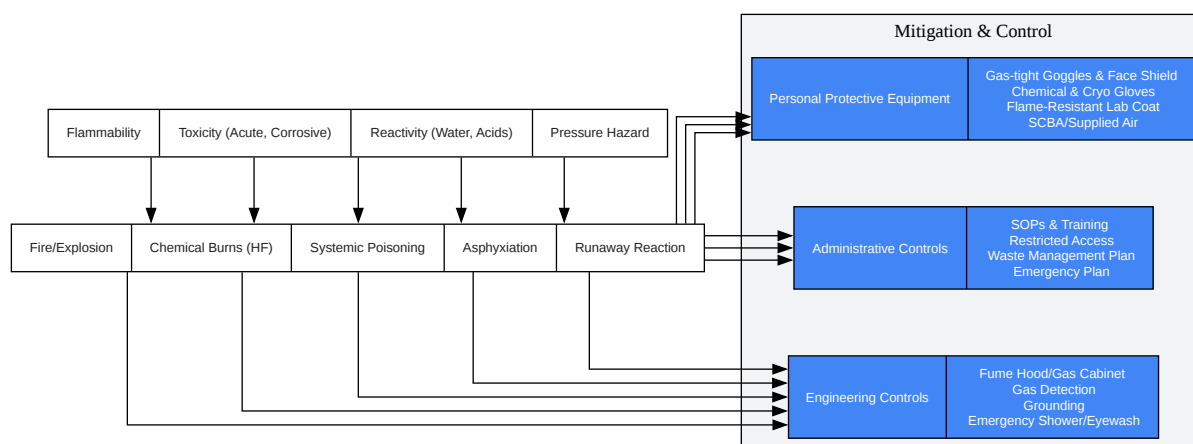 Mitigation & Control
Personal Protective Equipment
Gas-tight Goggles & Face Shield
Chemical & Cryo Gloves
Flame-Resistant Lab Coat
SCBA/Supplied Air
Flammability
Toxicity (Acute, Corrosive)
Reactivity (Water, Acids)
Pressure Hazard
Fire/Explosion
Chemical Burns (HF)
Systemic Poisoning
Asphyxiation
Runaway Reaction
Administrative Controls
SOPs & Training
Restricted Access
Waste Management Plan
Emergency Plan
Engineering Controls
Fume Hood/Gas Cabinet
Gas Detection
Grounding
Emergency Shower/Eyewash